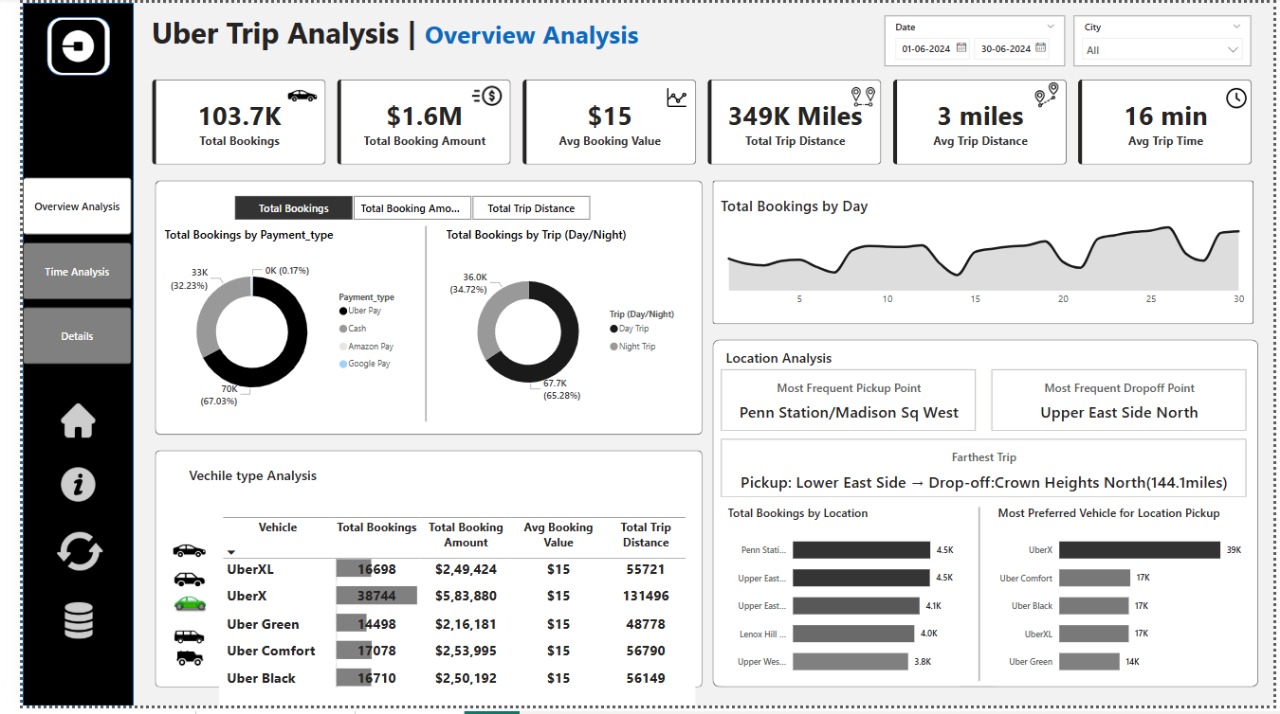 Uber Trip Analysis | Overview Analysis
Date
01-06-2024 30-06-2024
City
All
103.7K
Total Bookings
$1.6M
Total Booking Amount
$15
Avg Booking Value
349K Miles
Total Trip Distance
3 miles
Avg Trip Distance
16 min
Avg Trip Time
Overview Analysis
Time Analysis
Details
Total Bookings
Total Booking Amo...
Total Trip Distance
Total Bookings by Payment_type
33K
(32.23%)
0K (0.17%)
70K
(67.03%)
Payment_type
Uber Pay
Cash
Amazon Pay
Google Pay
Total Bookings by Trip (Day/Night)
36.0K
(34.72%)
67.7K
(65.28%)
Trip (Day/Night)
Day Trip
Night Trip
Total Bookings by Day
5 10 15 20 25 30
Vechile type Analysis
Vehicle Total Bookings Total Booking Amount Avg Booking Value Total Trip Distance
UberXL 16698 $2,49,424 $15 55721
UberX 38744 $5,83,880 $15 131496
Uber Green 14498 $2,16,181 $15 48778
Uber Comfort 17078 $2,53,995 $15 56790
Uber Black 16710 $2,50,192 $15 56149
Location Analysis
Most Frequent Pickup Point
Penn Station/Madison Sq West
Most Frequent Dropoff Point
Upper East Side North
Farthest Trip
Pickup: Lower East Side → Drop-off:Crown Heights North(144.1miles)
Total Bookings by Location
Penn Stati... 4.5K
Upper East... 4.5K
Upper East... 4.1K
Lenox Hill ... 4.0K
Upper Wes... 3.8K
Most Preferred Vehicle for Location Pickup
UberX 39K
Uber Comfort 17K
Uber Black 17K
UberXL 17K
Uber Green 14K